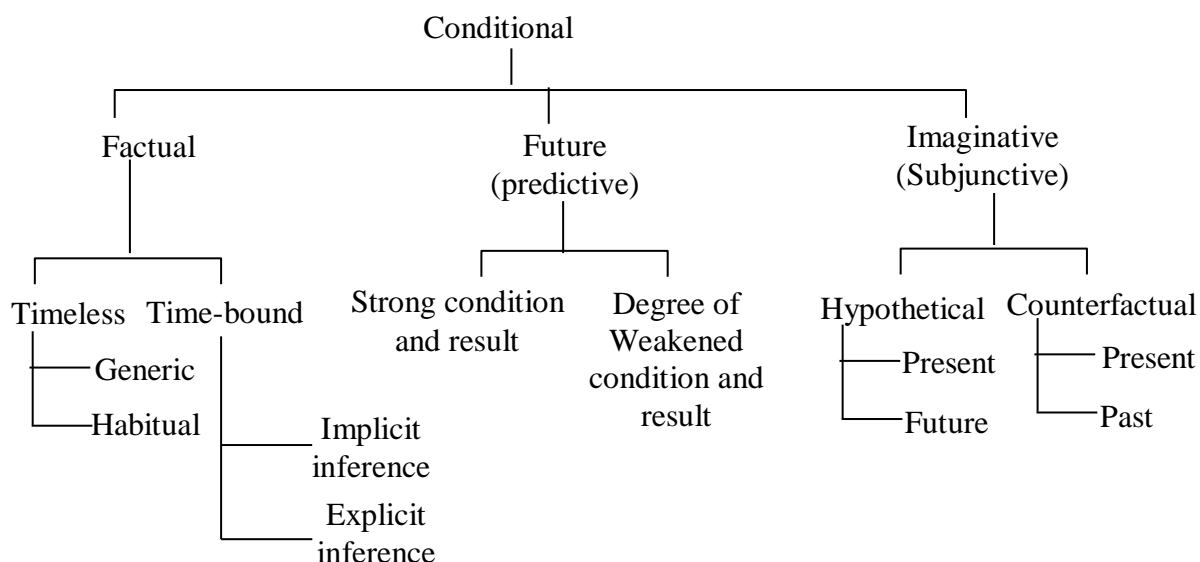 Conditional
Factual
Future
(predictive)
Imaginative
(Subjunctive)
Timeless
Time-bound
Generic
Habitual
Implicit
inference
Explicit
inference
Strong condition
and result
Degree of
Weakened
condition and
result
Hypothetical
Present
Future
Counterfactual
Present
Past